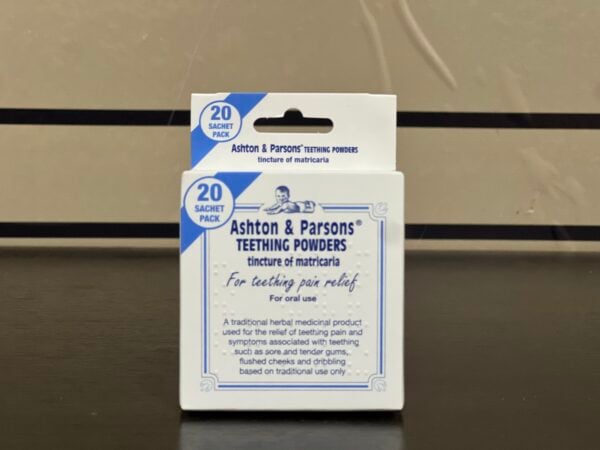 20
SACHET
PACK
Ashton & Parsons® TEETHING POWDERS
tincture of matricaria
20
SACHET
PACK
Ashton & Parsons®
TEETHING POWDERS
tincture of matricaria
For teething pain relief
For oral use
A traditional herbal medicinal product
used for the relief of teething pain and
symptoms associated with teething
such as sore and tender gums,
flushed cheeks and dribbling
based on traditional use only